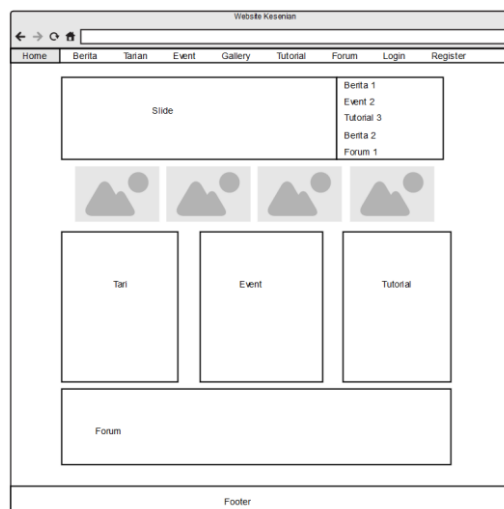 Website Kesenian
Home Berita Tarian Event Gallery Tutorial Forum Login Register
Slide
Berita 1
Event 2
Tutorial 3
Berita 2
Forum 1
Tari Event Tutorial
Forum
Footer